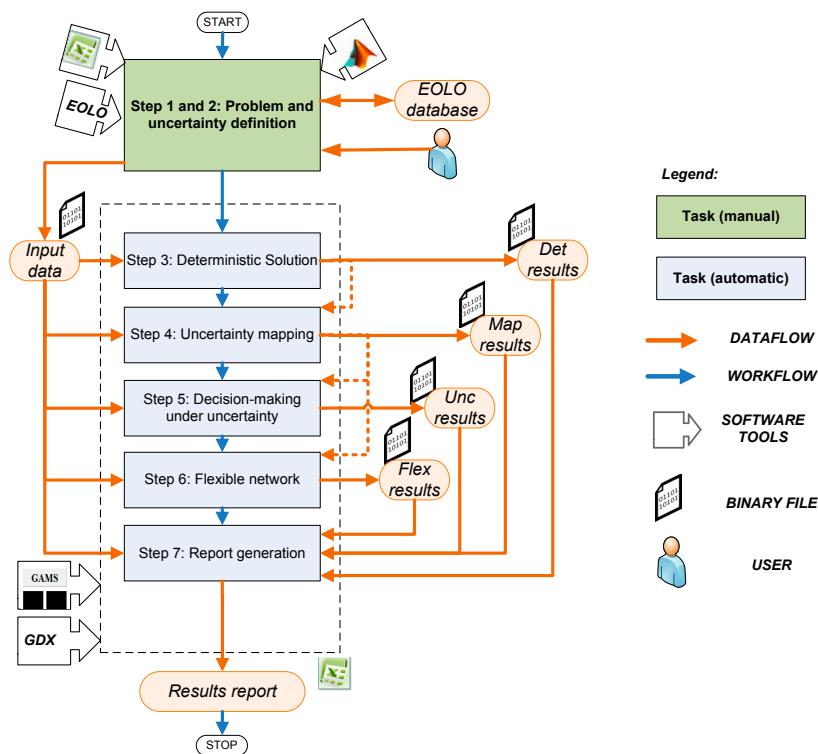 START
EOLO
Step 1 and 2: Problem and
uncertainty definition
EOLO
database
Legend:
Task (manual)
Task (automatic)
DATAFLOW
WORKFLOW
SOFTWARE
TOOLS
01101
10101
BINARY FILE
USER
01101
10101
Input
data
Step 3: Deterministic Solution
01101
10101
Det
results
Step 4: Uncertainty mapping
01101
10101
Map
results
Step 5: Decision-making
under uncertainty
01101
10101
Unc
results
Step 6: Flexible network
01101
10101
Flex
results
Step 7: Report generation
GAMS
GDX
Results report
STOP